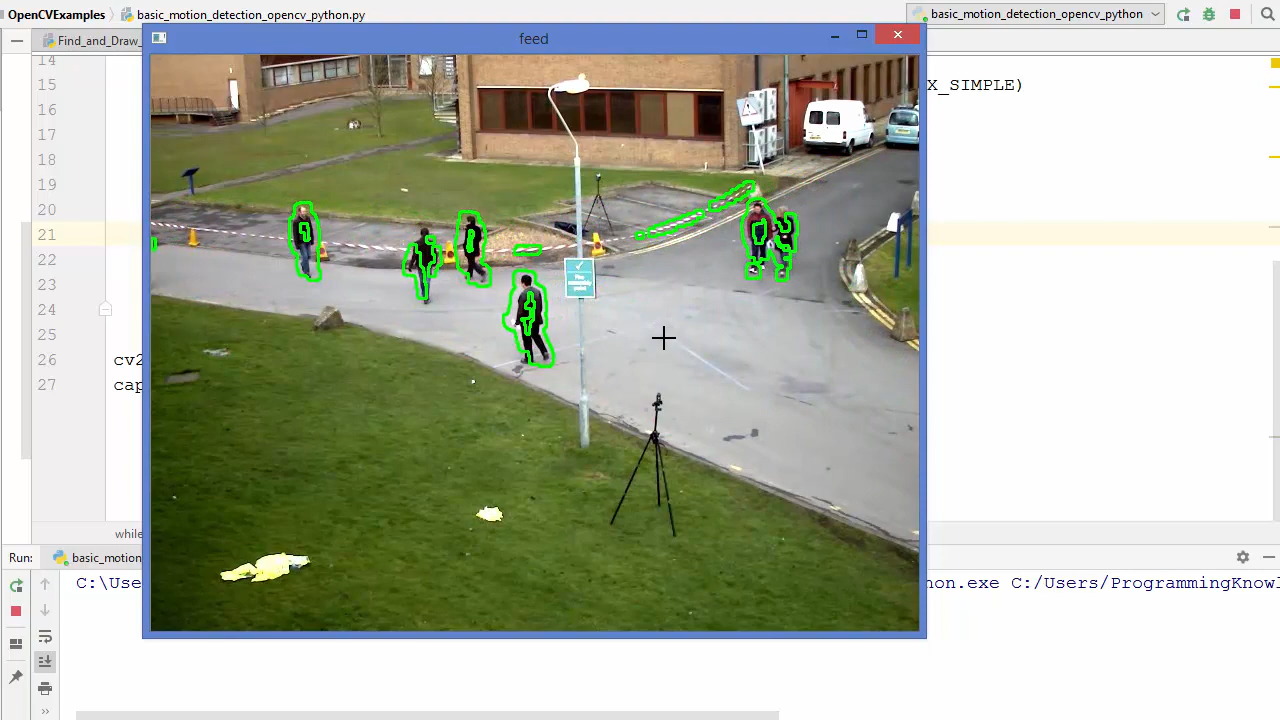 OpenCVExamples
basic_motion_detection_opencv_python.py
basic_motion_detection_opencv_python
Find_and_Draw_
feed
14
15
X_SIMPLE)
16
17
18
19
20
21
22
23
24
25
26
cv2
27
cap
while
Run:
basic_motion
C:\Use
hon.exe C:/Users/ProgrammingKnowl